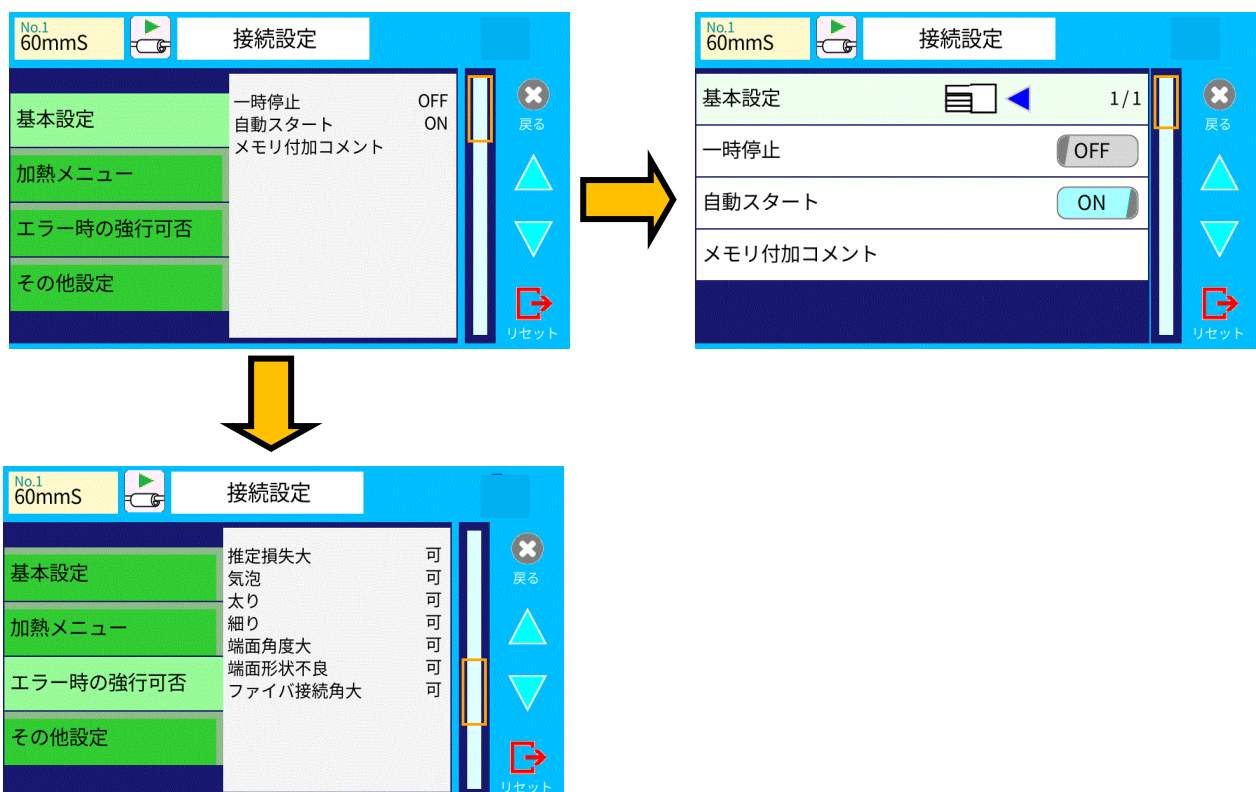 No.1
60mmS
接続設定
基本設定
加熱メニュー
エラー時の強行可否
その他設定
一時停止 OFF
自動スタート ON
メモリ付加コメント
戻る
リセット
No.1
60mmS
接続設定
基本設定 1/1
一時停止 OFF
自動スタート ON
メモリ付加コメント
戻る
リセット
No.1
60mmS
接続設定
基本設定
加熱メニュー
エラー時の強行可否
その他設定
推定損失大 可
気泡 可
太り 可
細り 可
端面角度大 可
端面形状不良 可
ファイバ接続角大 可
戻る
リセット